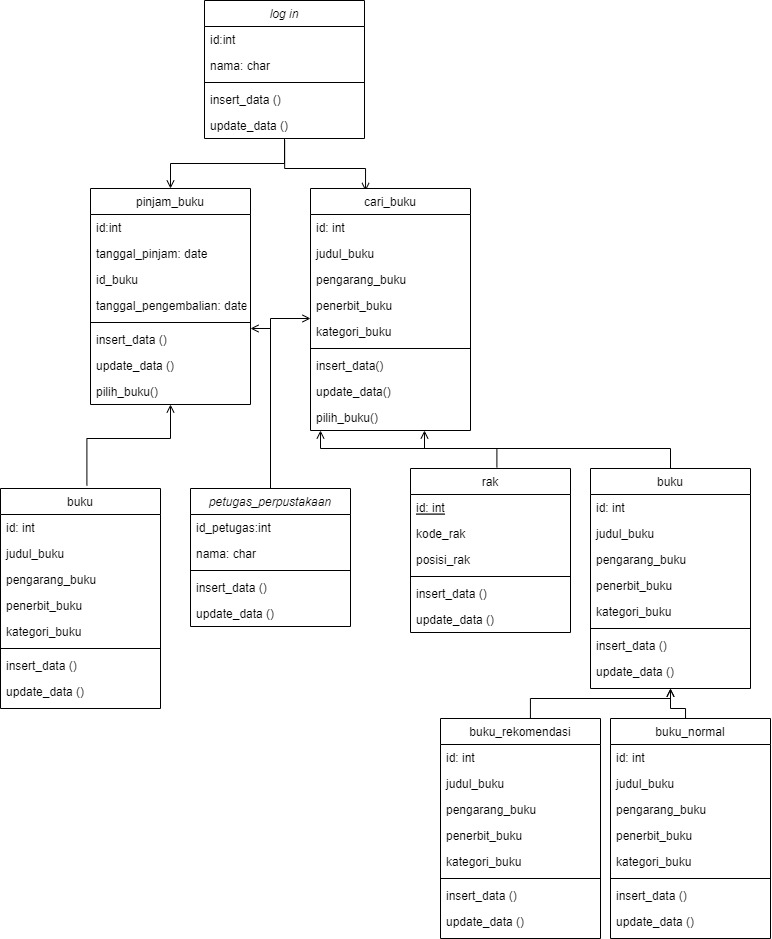 log in
id:int
nama: char
insert_data ()
update_data ()
pinjam_buku
id:int
tanggal_pinjam: date
id_buku
tanggal_pengembalian: date
insert_data ()
update_data ()
pilih_buku()
cari_buku
id: int
judul_buku
pengarang_buku
penerbit_buku
kategori_buku
insert_data()
update_data()
pilih_buku()
buku
id: int
judul_buku
pengarang_buku
penerbit_buku
kategori_buku
insert_data ()
update_data ()
petugas_perpustakaan
id_petugas:int
nama: char
insert_data ()
update_data ()
rak
id: int
kode_rak
posisi_rak
insert_data ()
update_data ()
buku
id: int
judul_buku
pengarang_buku
penerbit_buku
kategori_buku
insert_data ()
update_data ()
buku_rekomendasi
id: int
judul_buku
pengarang_buku
penerbit_buku
kategori_buku
insert_data ()
update_data ()
buku_normal
id: int
judul_buku
pengarang_buku
penerbit_buku
kategori_buku
insert_data ()
update_data ()